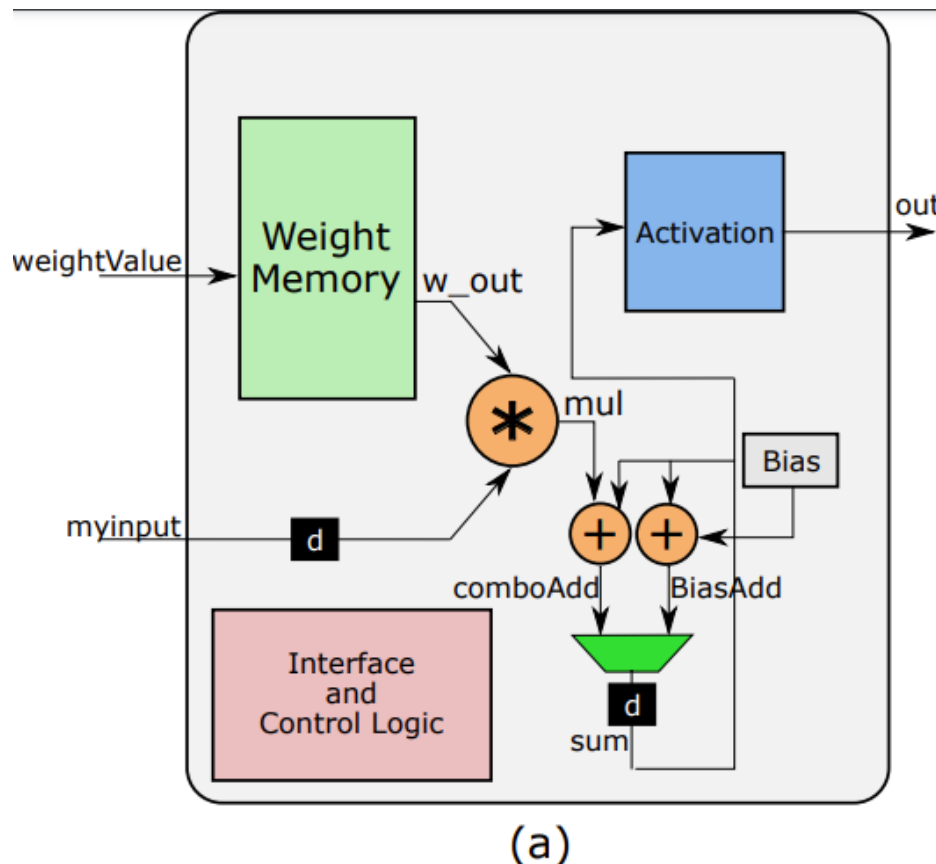 Weight
Memory
Activation
out
weightValue
w_out
*
mul
Bias
myinput
d
+
+
comboAdd
BiasAdd
Interface
and
Control Logic
d
sum
(a)